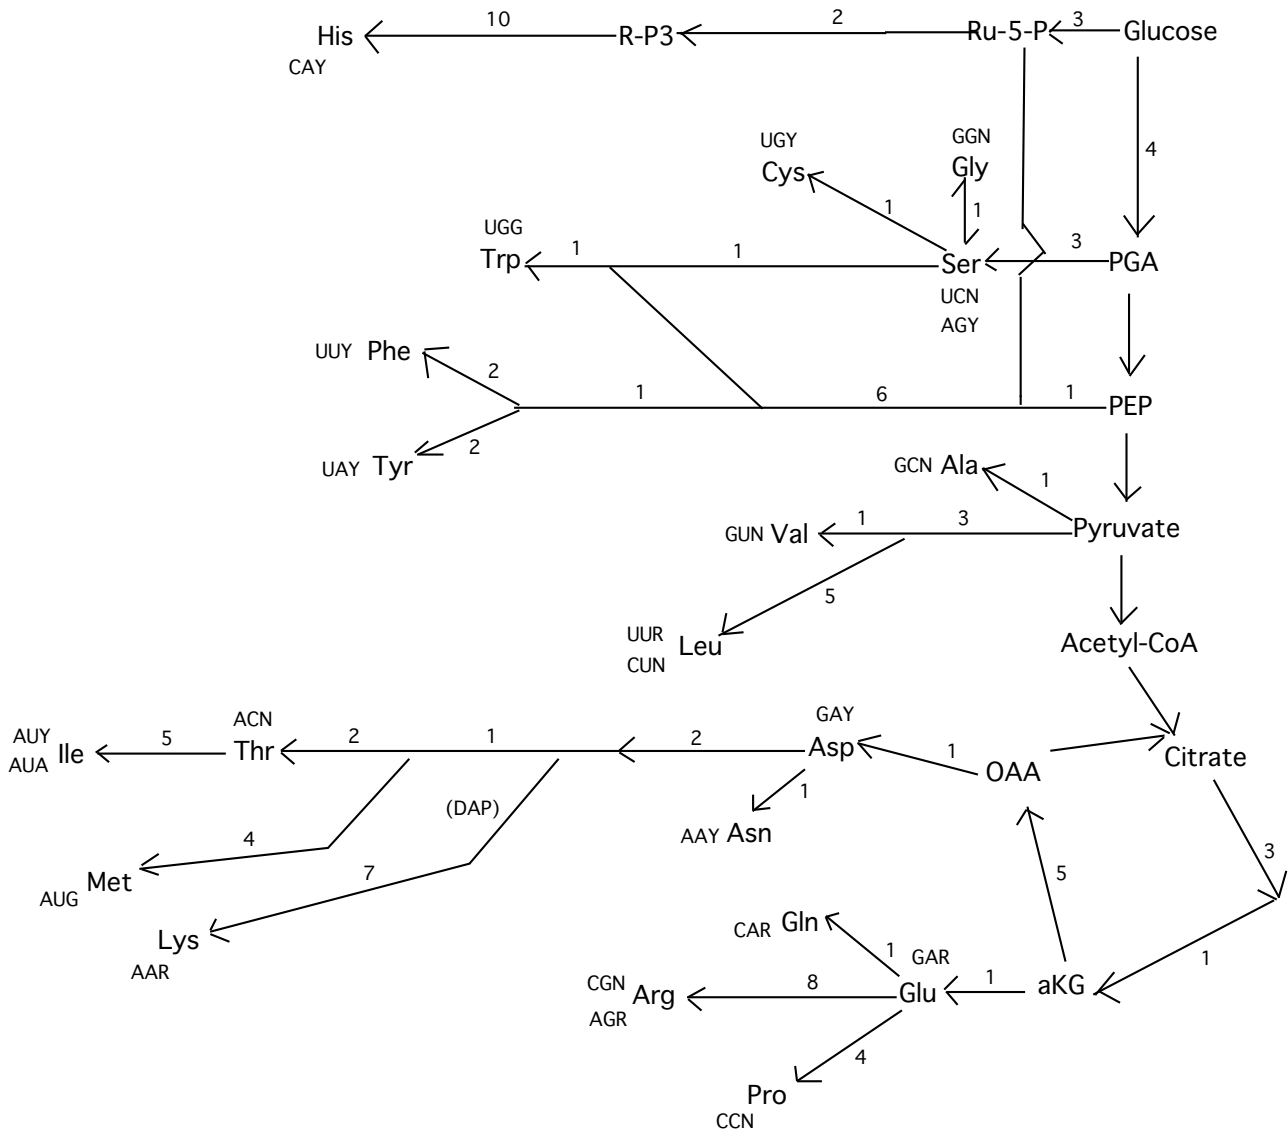 His 10 R-P3 2 Ru-5-P 3 Glucose
CAY
4
UGY GGN
Cys Gly
1 1
UGG
Trp 1 1 Ser 3 PGA
UCN
AGY
UUY Phe 2
1 6 1 PEP
UAY Tyr 2
GCN Ala 1
GUN Val 1 3 Pyruvate
5
UUR Leu
CUN
Acetyl-CoA
ACN GAY
AUY Ile 5 Thr 2 1 2 Asp 1 OAA Citrate
AUA
1
(DAP)
AAY Asn
4 3
AUG Met
7 5
Lys
AAR
CAR Gln 1 GAR 1
CGN Arg 8 Glu 1 aKG
AGR
4
Pro
CCN